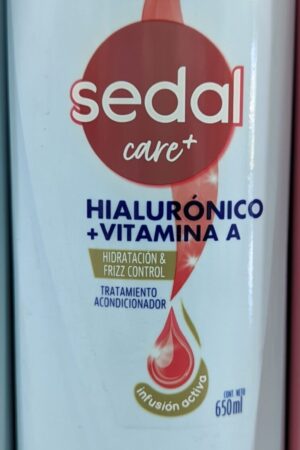 sedal
care+
HIALURÓNICO
+VITAMINA A
HIDRATACIÓN &
FRIZZ CONTROL
TRATAMIENTO
ACONDICIONADOR
infusión activa
CONT. NETO
650ml